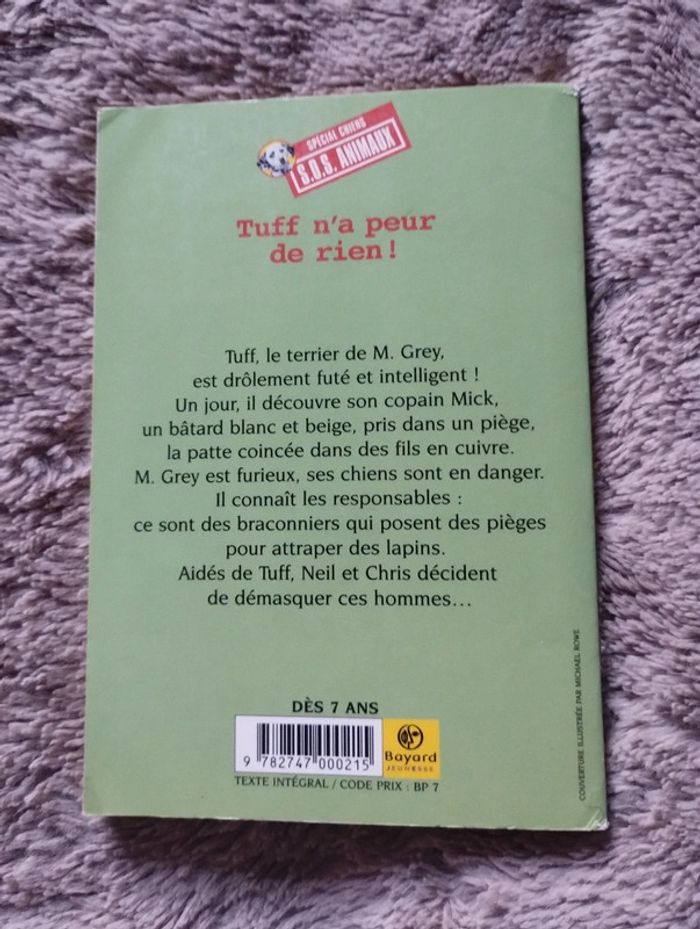 SPÉCIAL CHIENS
S.O.S. ANIMAUX
Tuff n'a peur
de rien !
Tuff, le terrier de M. Grey,
est drôlement futé et intelligent !
Un jour, il découvre son copain Mick,
un bâtard blanc et beige, pris dans un piège,
la patte coincée dans des fils en cuivre.
M. Grey est furieux, ses chiens sont en danger.
Il connaît les responsables :
ce sont des braconniers qui posent des pièges
pour attraper des lapins.
Aidés de Tuff, Neil et Chris décident
de démasquer ces hommes...
DÈS 7 ANS
9 782747 000215
Bayard
JEUNESSE
TEXTE INTÉGRAL / CODE PRIX : BP 7
COUVERTURE ILLUSTRÉE PAR MICHAEL ROWE